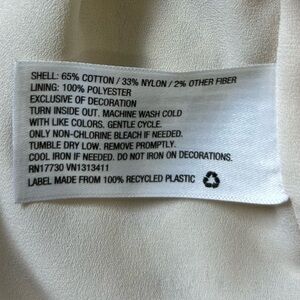 SHELL: 65% COTTON / 33% NYLON / 2% OTHER FIBER
LINING: 100% POLYESTER
EXCLUSIVE OF DECORATION
TURN INSIDE OUT. MACHINE WASH COLD
WITH LIKE COLORS. GENTLE CYCLE.
ONLY NON-CHLORINE BLEACH IF NEEDED.
TUMBLE DRY LOW. REMOVE PROMPTLY.
COOL IRON IF NEEDED. DO NOT IRON ON DECORATIONS.
RN17730 VN1313411
LABEL MADE FROM 100% RECYCLED PLASTIC